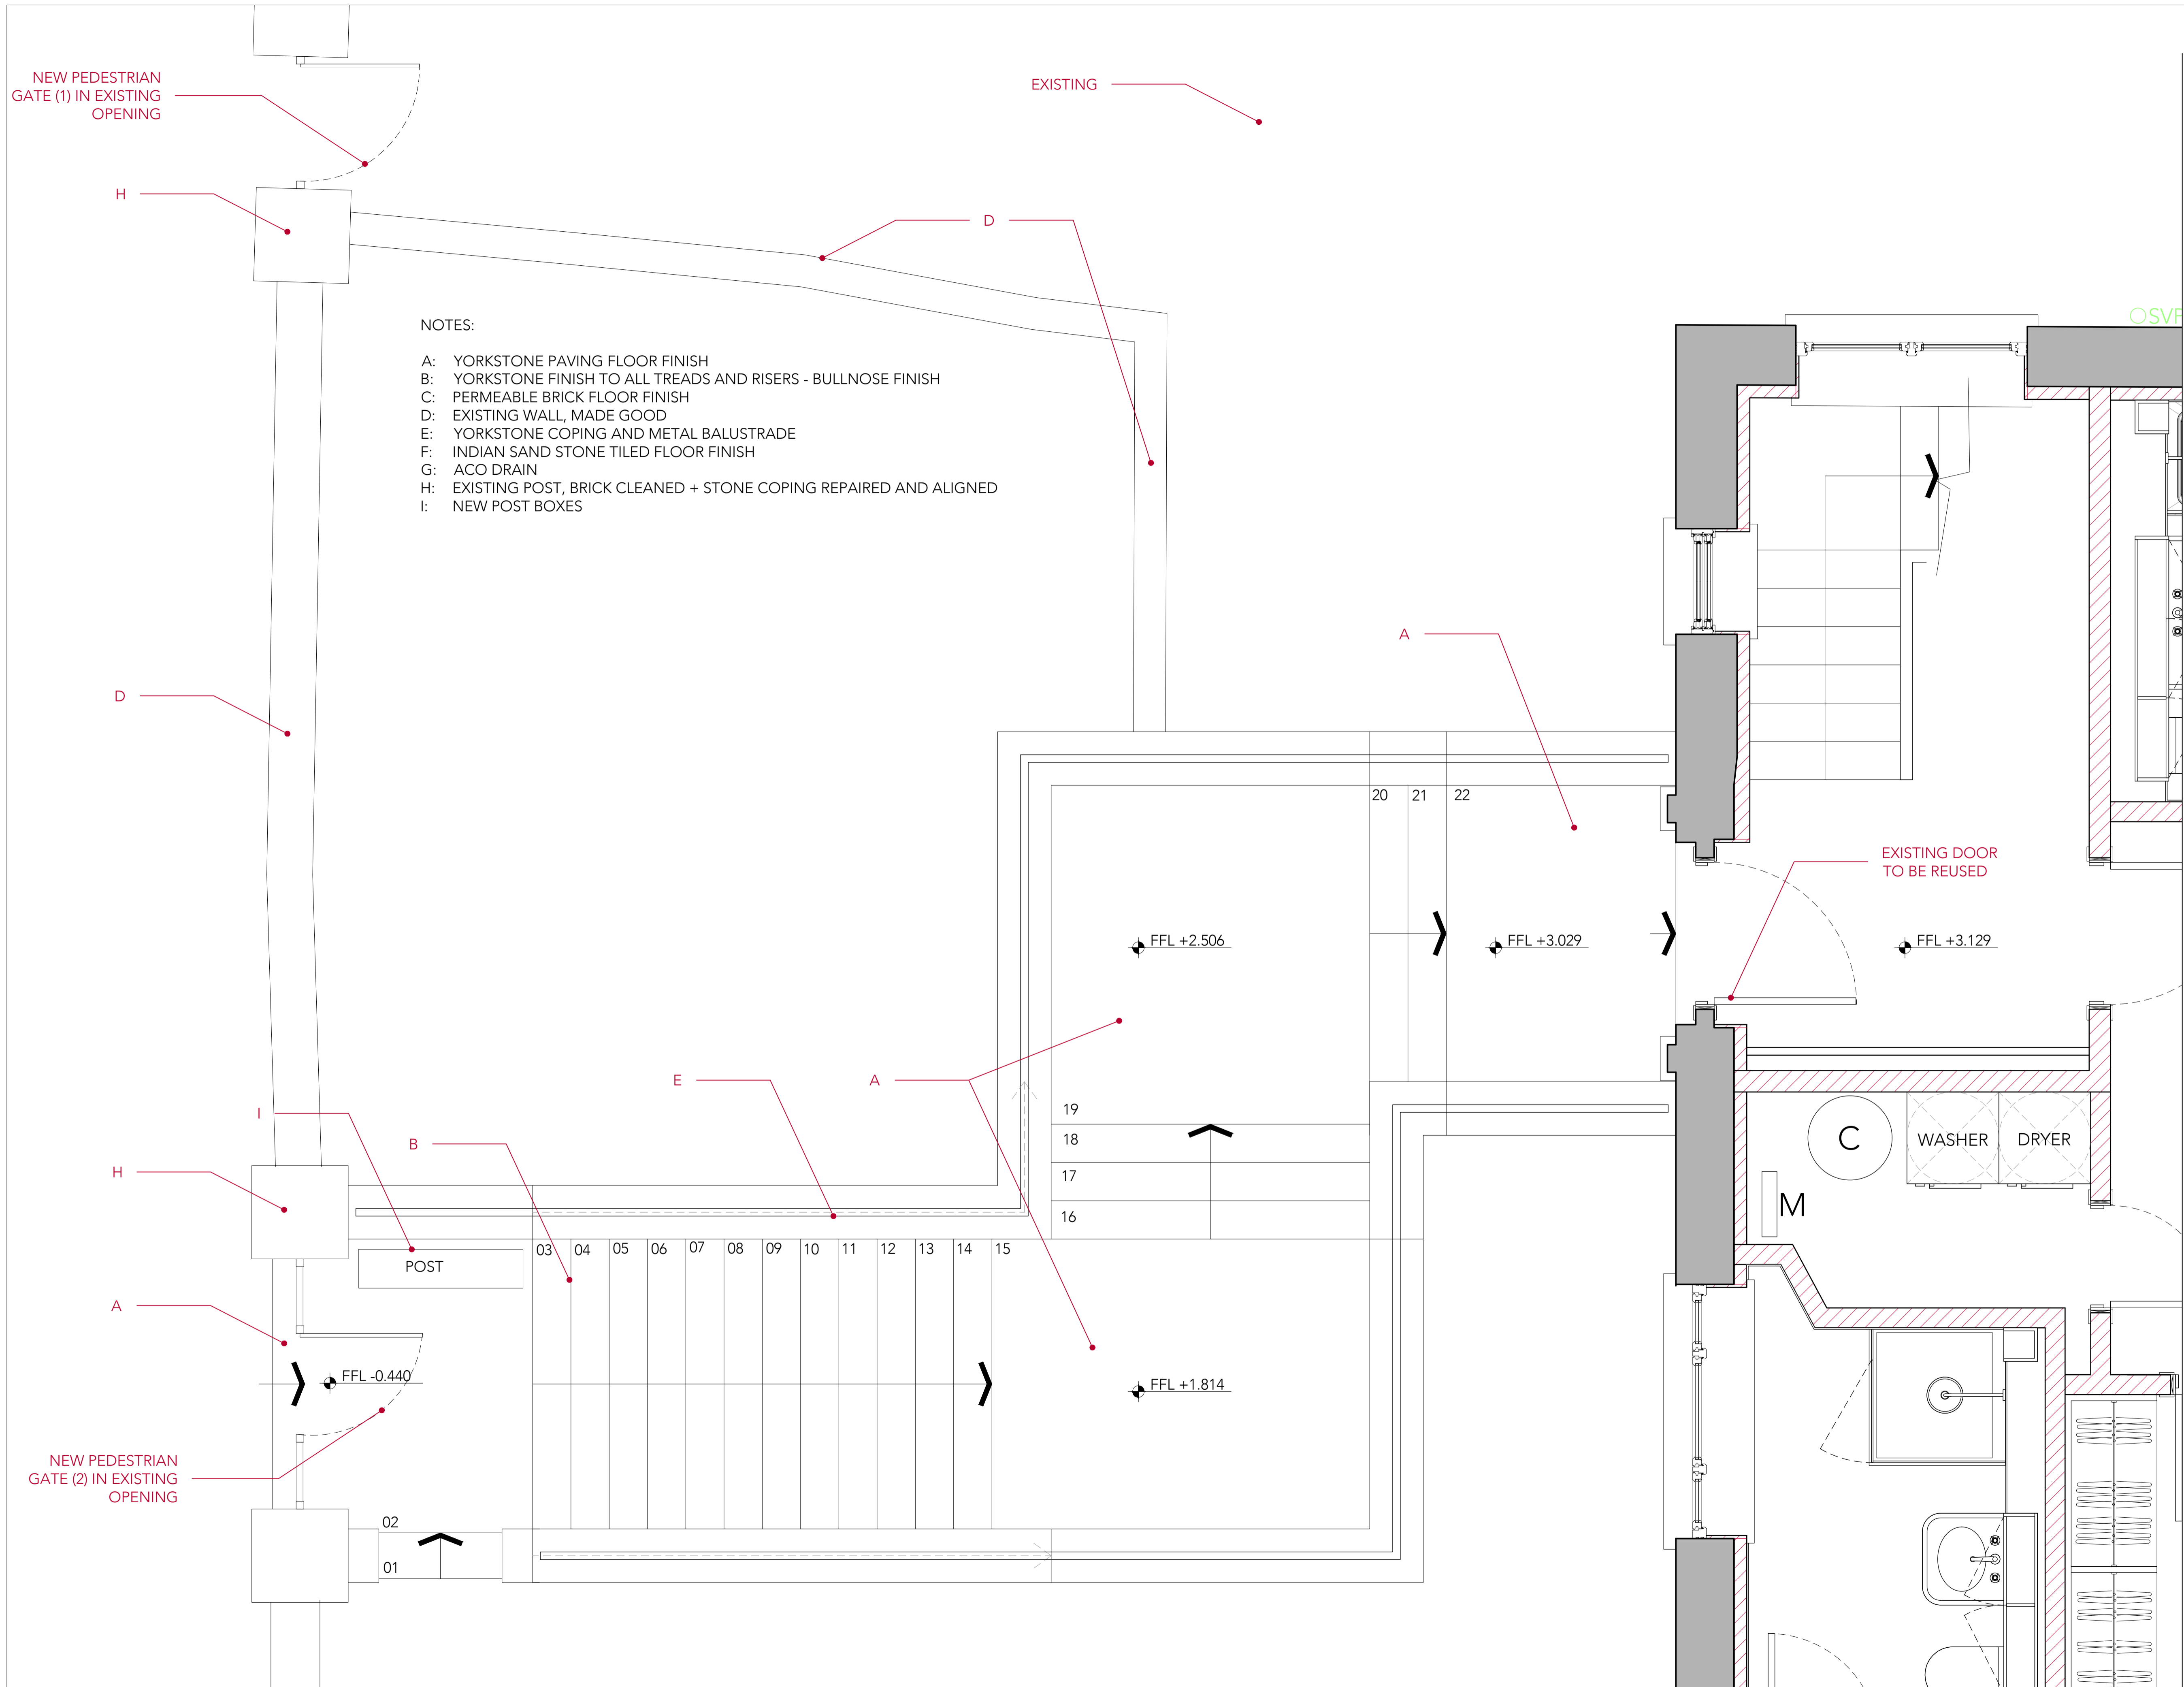 NEW PEDESTRIAN
GATE (1) IN EXISTING
OPENING
EXISTING
H
D
NOTES:
A: YORKSTONE PAVING FLOOR FINISH
B: YORKSTONE FINISH TO ALL TREADS AND RISERS - BULLNOSE FINISH
C: PERMEABLE BRICK FLOOR FINISH
D: EXISTING WALL, MADE GOOD
E: YORKSTONE COPING AND METAL BALUSTRADE
F: INDIAN SAND STONE TILED FLOOR FINISH
G: ACO DRAIN
H: EXISTING POST, BRICK CLEANED + STONE COPING REPAIRED AND ALIGNED
I: NEW POST BOXES
A
D
20 21 22
EXISTING DOOR
TO BE REUSED
FFL +2.506
FFL +3.029
FFL +3.129
E
A
I
B
H
19
18
17
16
C
WASHER
DRYER
M
03 04 05 06 07 08 09 10 11 12 13 14 15
POST
A
FFL -0.440
FFL +1.814
NEW PEDESTRIAN
GATE (2) IN EXISTING
OPENING
02
01